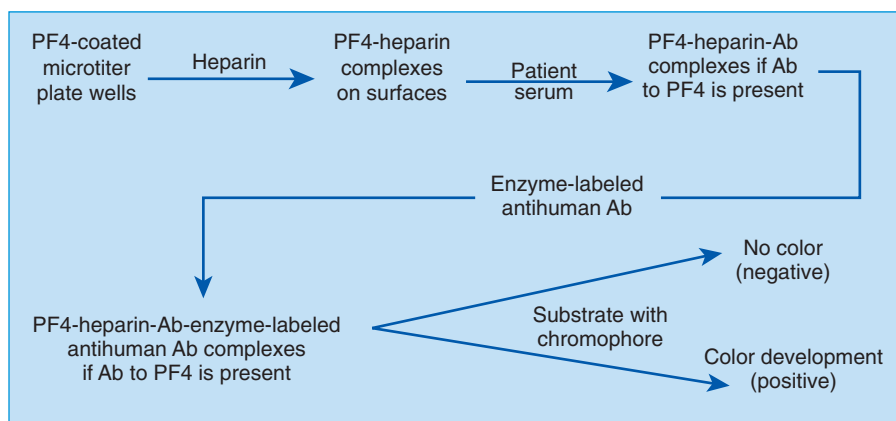 PF4-coated
microtiter
plate wells
Heparin
PF4-heparin
complexes
on surfaces
Patient
serum
PF4-heparin-Ab
complexes if Ab
to PF4 is present
Enzyme-labeled
antihuman Ab
PF4-heparin-Ab-enzyme-labeled
antihuman Ab complexes
if Ab to PF4 is present
Substrate with
chromophore
No color
(negative)
Color development
(positive)